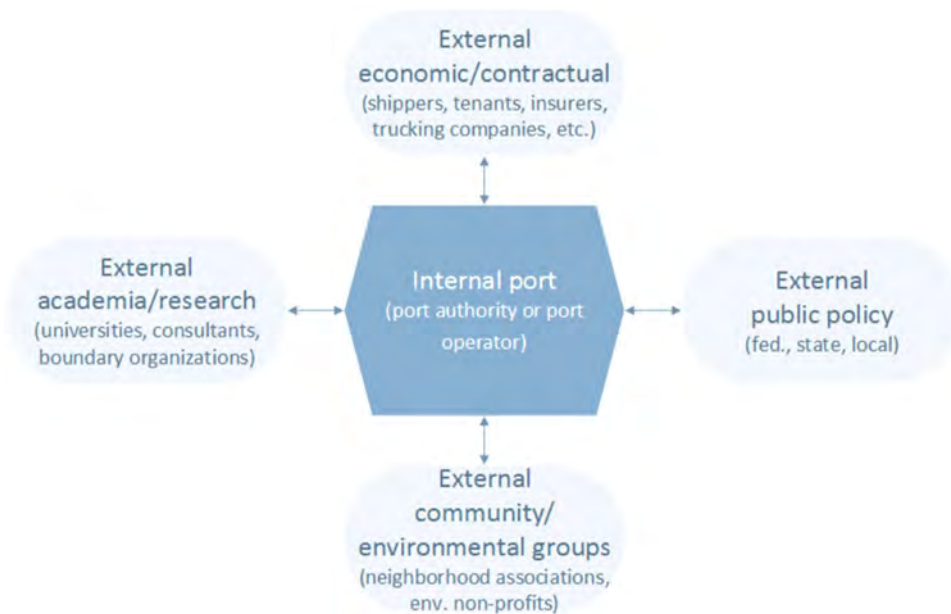 External
economic/contractual
(shippers, tenants, insurers,
trucking companies, etc.)
External
academia/research
(universities, consultants,
boundary organizations)
Internal port
(port authority or port
operator)
External
public policy
(fed., state, local)
External
community/
environmental groups
(neighborhood associations,
env. non-profits)